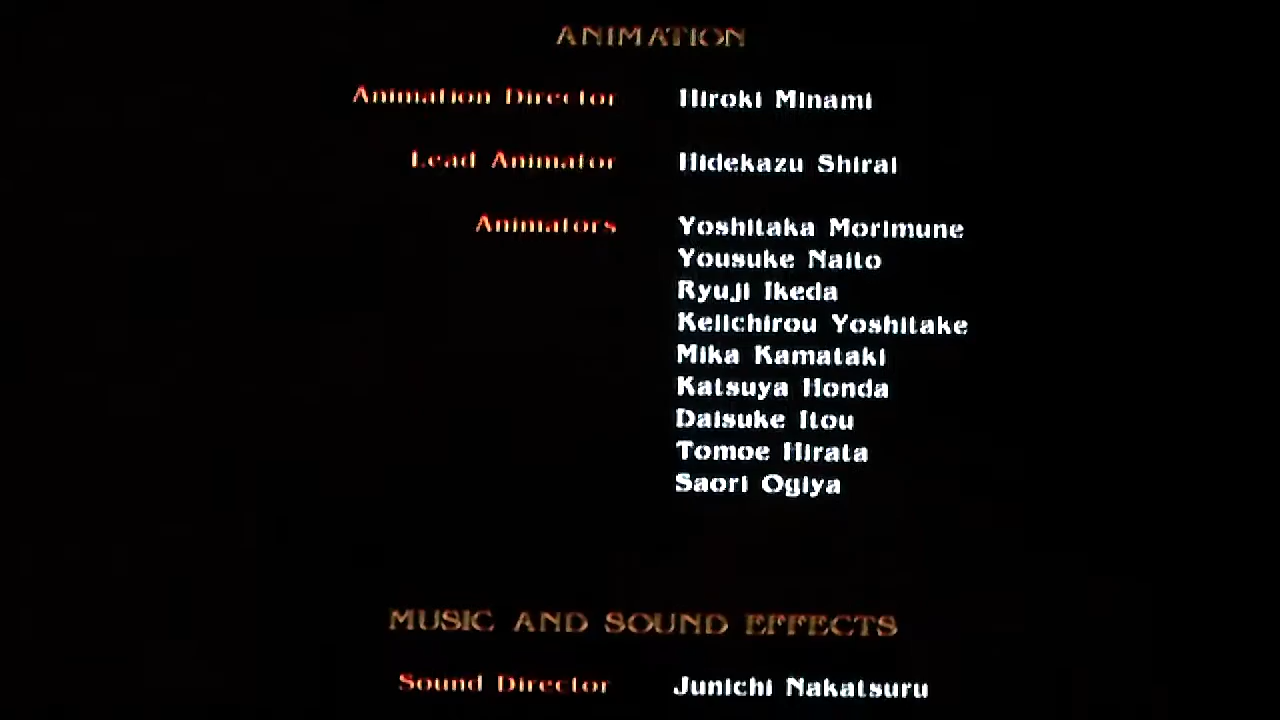 ANIMATION
Animation Director Hiroki Minami
Lead Animator Hidekazu Shirai
Animators Yoshitaka Morimune
Yousuke Naito
Ryuji Ikeda
Keiichirou Yoshitake
Mika Kamataki
Katsuya Honda
Daisuke Itou
Tomoe Hirata
Saori Ogiya
MUSIC AND SOUND EFFECTS
Sound Director Junichi Nakatsuru